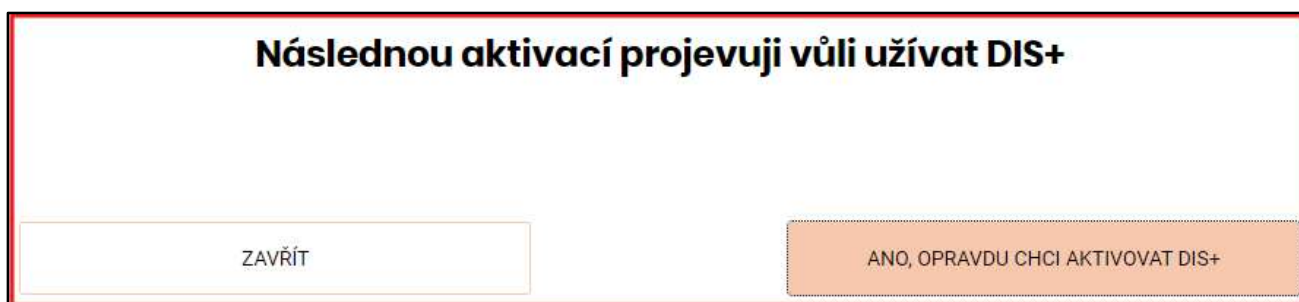 Následnou aktivací projevuji vůli užívat DIS+
ZAVŘÍT
ANO, OPRAVDU CHCI AKTIVOVAT DIS+